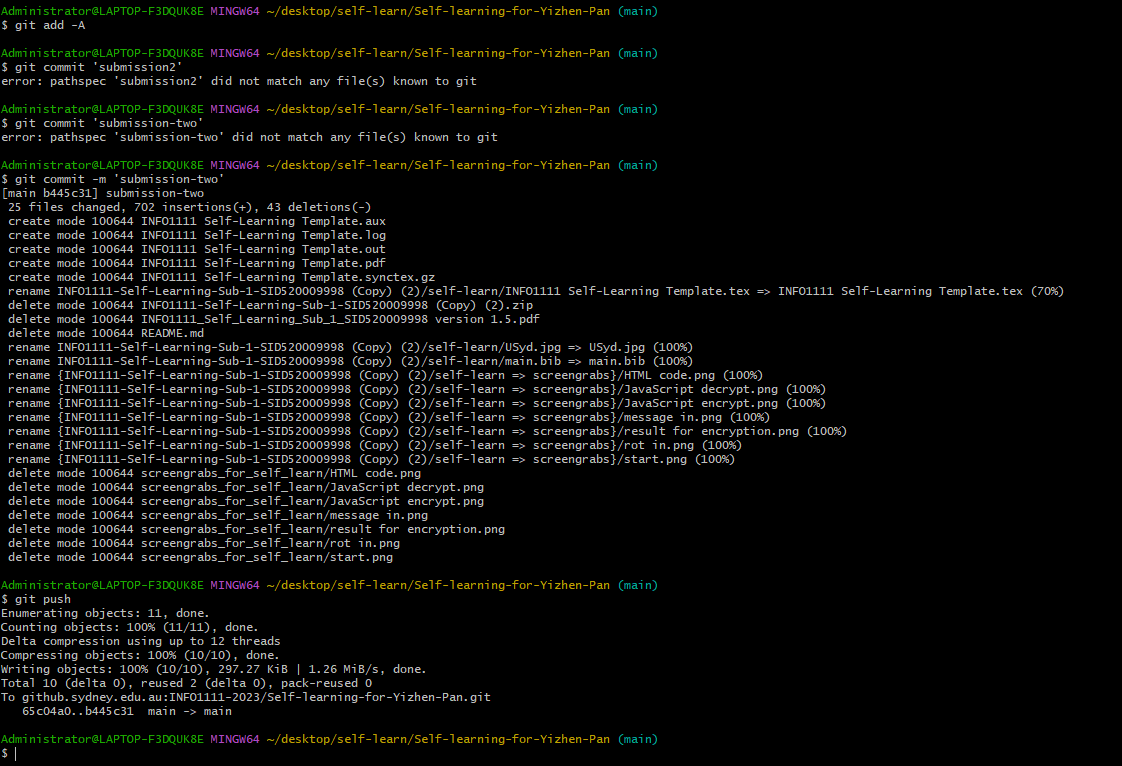 Administrator@LAPTOP-F3DQUK8E MINGW64 ~/desktop/self-learn/Self-learning-for-Yizhen-Pan (main)
$ git add -A
Administrator@LAPTOP-F3DQUK8E MINGW64 ~/desktop/self-learn/Self-learning-for-Yizhen-Pan (main)
$ git commit 'submission2'
error: pathspec 'submission2' did not match any file(s) known to git
Administrator@LAPTOP-F3DQUK8E MINGW64 ~/desktop/self-learn/Self-learning-for-Yizhen-Pan (main)
$ git commit 'submission-two'
error: pathspec 'submission-two' did not match any file(s) known to git
Administrator@LAPTOP-F3DQUK8E MINGW64 ~/desktop/self-learn/Self-learning-for-Yizhen-Pan (main)
$ git commit -m 'submission-two'
[main b445c31] submission-two
 25 files changed, 702 insertions(+), 43 deletions(-)
 create mode 100644 INFO1111 Self-Learning Template.aux
 create mode 100644 INFO1111 Self-Learning Template.log
 create mode 100644 INFO1111 Self-Learning Template.out
 create mode 100644 INFO1111 Self-Learning Template.pdf
 create mode 100644 INFO1111 Self-Learning Template.synctex.gz
 rename INFO1111-Self-Learning-Sub-1-SID520009998 (Copy) (2)/self-learn/INFO1111 Self-Learning Template.tex => INFO1111 Self-Learning Template.tex (70%)
 delete mode 100644 INFO1111-Self-Learning-Sub-1-SID520009998 (Copy) (2).zip
 delete mode 100644 INFO1111_Self_Learning_Sub_1_SID520009998 version 1.5.pdf
 delete mode 100644 README.md
 rename INFO1111-Self-Learning-Sub-1-SID520009998 (Copy) (2)/self-learn/USyd.jpg => USyd.jpg (100%)
 rename INFO1111-Self-Learning-Sub-1-SID520009998 (Copy) (2)/self-learn/main.bib => main.bib (100%)
 rename {INFO1111-Self-Learning-Sub-1-SID520009998 (Copy) (2)/self-learn => screengrabs}/HTML code.png (100%)
 rename {INFO1111-Self-Learning-Sub-1-SID520009998 (Copy) (2)/self-learn => screengrabs}/JavaScript decrypt.png (100%)
 rename {INFO1111-Self-Learning-Sub-1-SID520009998 (Copy) (2)/self-learn => screengrabs}/JavaScript encrypt.png (100%)
 rename {INFO1111-Self-Learning-Sub-1-SID520009998 (Copy) (2)/self-learn => screengrabs}/message in.png (100%)
 rename {INFO1111-Self-Learning-Sub-1-SID520009998 (Copy) (2)/self-learn => screengrabs}/result for encryption.png (100%)
 rename {INFO1111-Self-Learning-Sub-1-SID520009998 (Copy) (2)/self-learn => screengrabs}/rot in.png (100%)
 rename {INFO1111-Self-Learning-Sub-1-SID520009998 (Copy) (2)/self-learn => screengrabs}/start.png (100%)
 delete mode 100644 screengrabs_for_self_learn/HTML code.png
 delete mode 100644 screengrabs_for_self_learn/JavaScript decrypt.png
 delete mode 100644 screengrabs_for_self_learn/JavaScript encrypt.png
 delete mode 100644 screengrabs_for_self_learn/message in.png
 delete mode 100644 screengrabs_for_self_learn/result for encryption.png
 delete mode 100644 screengrabs_for_self_learn/rot in.png
 delete mode 100644 screengrabs_for_self_learn/start.png
Administrator@LAPTOP-F3DQUK8E MINGW64 ~/desktop/self-learn/Self-learning-for-Yizhen-Pan (main)
$ git push
Enumerating objects: 11, done.
Counting objects: 100% (11/11), done.
Delta compression using up to 12 threads
Compressing objects: 100% (10/10), done.
Writing objects: 100% (10/10), 297.27 KiB | 1.26 MiB/s, done.
Total 10 (delta 0), reused 2 (delta 0), pack-reused 0
To github.sydney.edu.au:INFO1111-2023/Self-learning-for-Yizhen-Pan.git
   65c04a0..b445c31  main -> main
Administrator@LAPTOP-F3DQUK8E MINGW64 ~/desktop/self-learn/Self-learning-for-Yizhen-Pan (main)
$